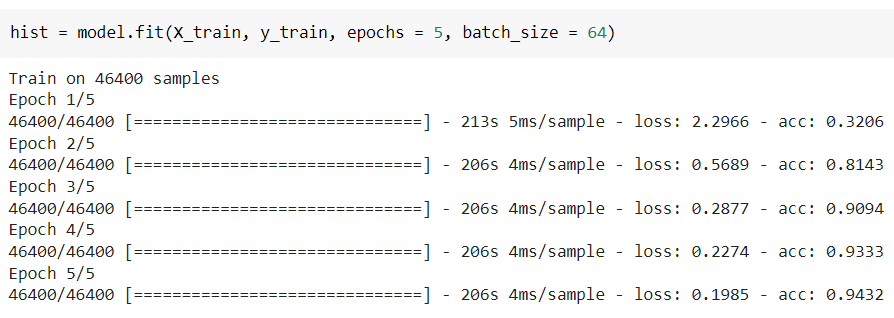 hist = model.fit(X_train, y_train, epochs = 5, batch_size = 64)
Train on 46400 samples
Epoch 1/5
46400/46400 [==============================] - 213s 5ms/sample - loss: 2.2966 - acc: 0.3206
Epoch 2/5
46400/46400 [==============================] - 206s 4ms/sample - loss: 0.5689 - acc: 0.8143
Epoch 3/5
46400/46400 [==============================] - 206s 4ms/sample - loss: 0.2877 - acc: 0.9094
Epoch 4/5
46400/46400 [==============================] - 206s 4ms/sample - loss: 0.2274 - acc: 0.9333
Epoch 5/5
46400/46400 [==============================] - 206s 4ms/sample - loss: 0.1985 - acc: 0.9432